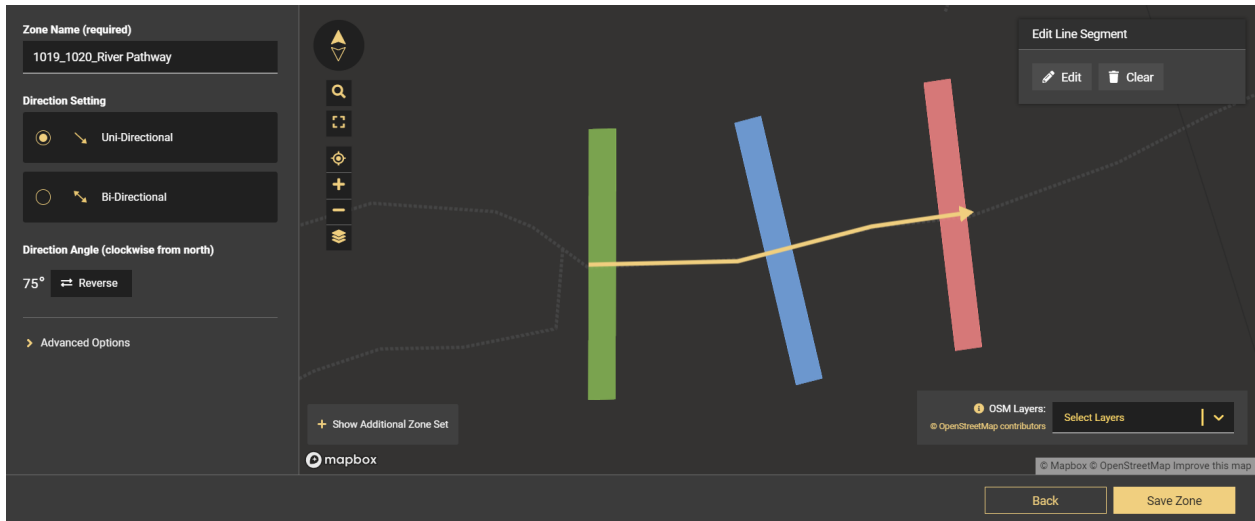 Zone Name (required)
1019_1020_River Pathway
Direction Setting
Uni-Directional
Bi-Directional
Direction Angle (clockwise from north)
75°
Reverse
Advanced Options
Edit Line Segment
Edit
Clear
Show Additional Zone Set
mapbox
OSM Layers:
© OpenStreetMap contributors
Select Layers
© Mapbox © OpenStreetMap Improve this map
Back
Save Zone